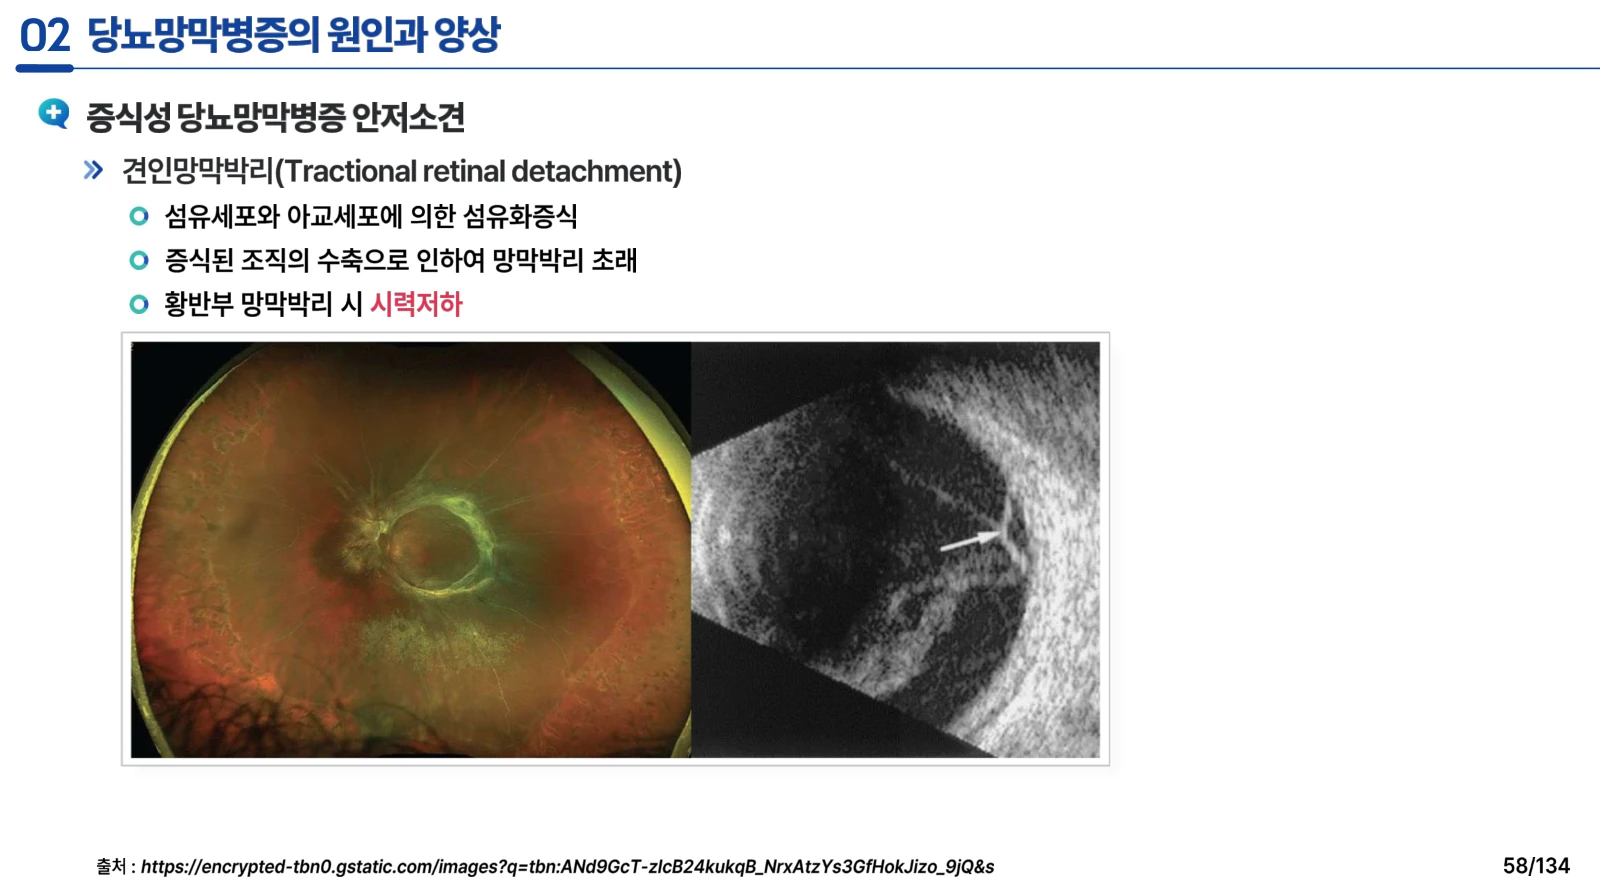 02 당뇨망막병증의 원인과 양상
증식성 당뇨망막병증 안저소견
견인망막박리(Tractional retinal detachment)
섬유세포와 아교세포에 의한 섬유화증식
증식된 조직의 수축으로 인하여 망막박리 초래
황반부 망막박리 시 시력저하
출처 : https://encrypted-tbn0.gstatic.com/images?q=tbn:ANd9GcT-zIcB24kukqB_NrxAtzYs3GfHokJizo_9jQ&s
58/134